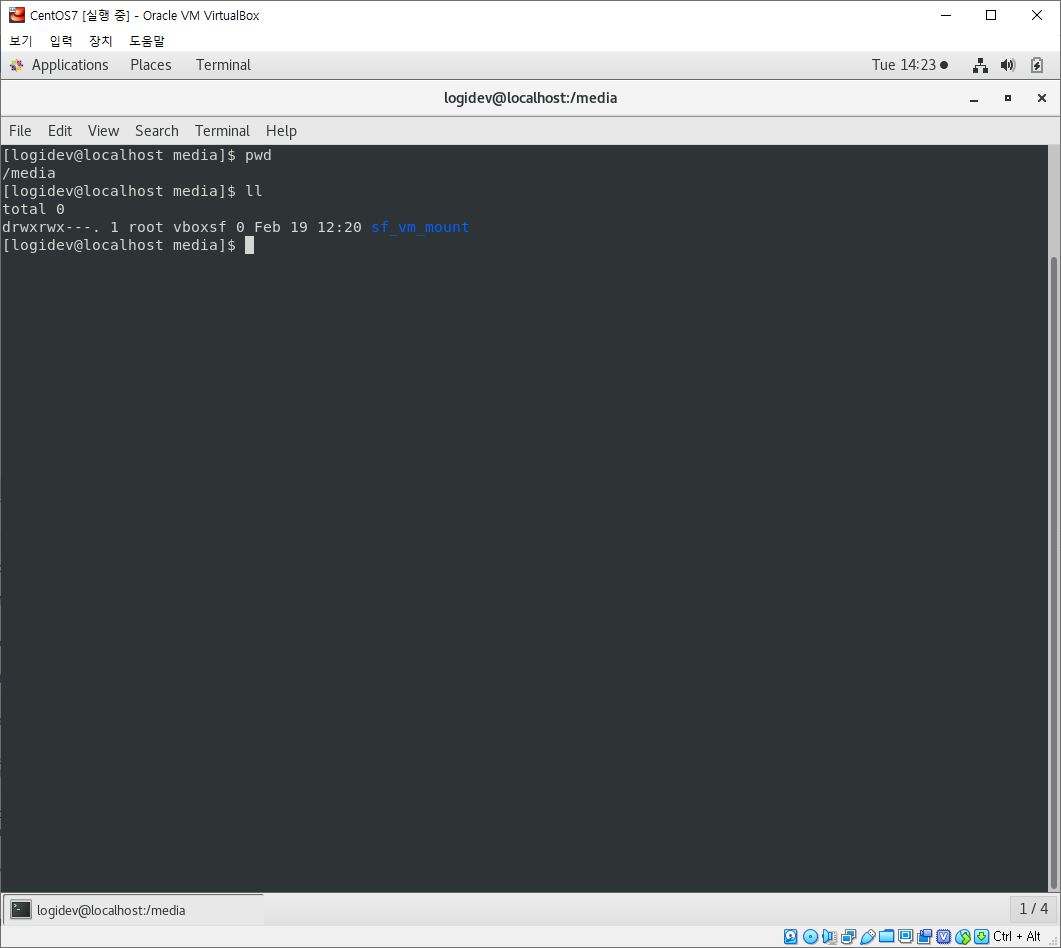 CentOS7 [실행 중] - Oracle VM VirtualBox
보기 입력 장치 도움말
Applications Places Terminal Tue 14:23
logidev@localhost:/media
File Edit View Search Terminal Help
[logidev@localhost media]$ pwd
/media
[logidev@localhost media]$ ll
total 0
drwxrwx---. 1 root vboxsf 0 Feb 19 12:20 sf_vm_mount
[logidev@localhost media]$
logidev@localhost:/media 1 / 4
Ctrl + Alt